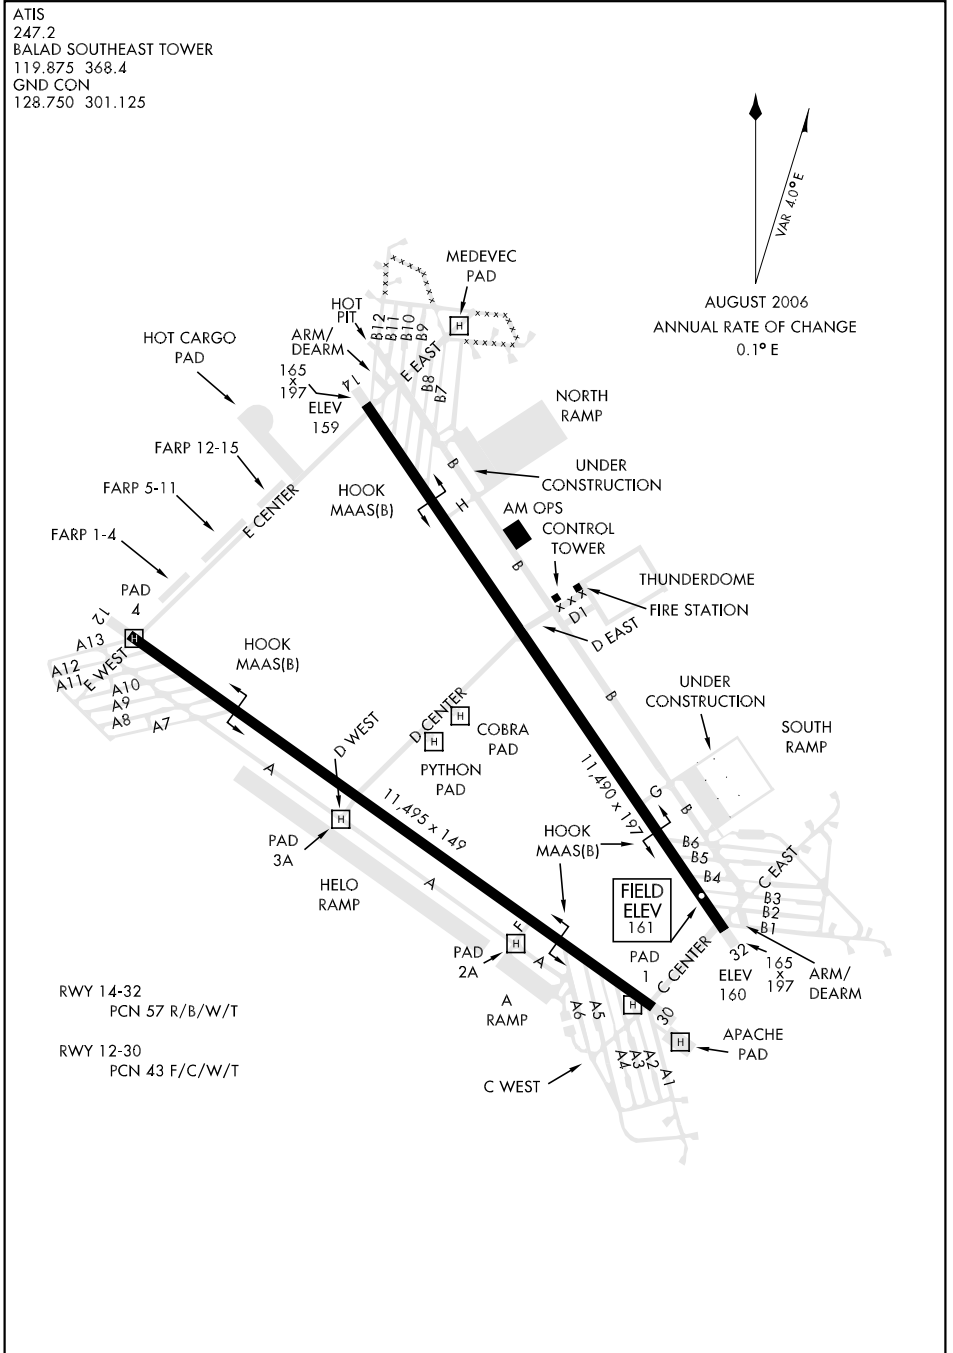 ATIS
247.2
BALAD SOUTHEAST TOWER
119.875 368.4
GND CON
128.750 301.125
VAR 4.0° E
AUGUST 2006
ANNUAL RATE OF CHANGE
0.1° E
MEDEVEC
PAD
H
HOT
PIT
B12
B11
B10
B9
ARM/
DEARM
HOT CARGO
PAD
E EAST
B8
B7
165
x
197
14
ELEV
159
NORTH
RAMP
FARP 12-15
B
UNDER
CONSTRUCTION
FARP 5-11
HOOK
MAAS(B)
E CENTER
H
AM OPS
CONTROL
TOWER
FARP 1-4
B
THUNDERDOME
FIRE STATION
D1
D EAST
PAD
4
12
H
A13
A12
A11
E WEST
A10
A9
A8
A7
HOOK
MAAS(B)
B
UNDER
CONSTRUCTION
SOUTH
RAMP
D CENTER
H
COBRA
PAD
H
PYTHON
PAD
D WEST
A
11,490 x 197
11,495 x 149
G
B
H
PAD
3A
HOOK
MAAS(B)
B6
B5
B4
C EAST
B3
B2
B1
HELO
RAMP
A
FIELD
ELEV
161
F
H
PAD
2A
A
PAD
1
C CENTER
32
ELEV
160
165
x
197
ARM/
DEARM
A
RAMP
A6
A5
H
30
H
APACHE
PAD
RWY 14-32
PCN 57 R/B/W/T
RWY 12-30
PCN 43 F/C/W/T
C WEST
A4
A3
A2
A1